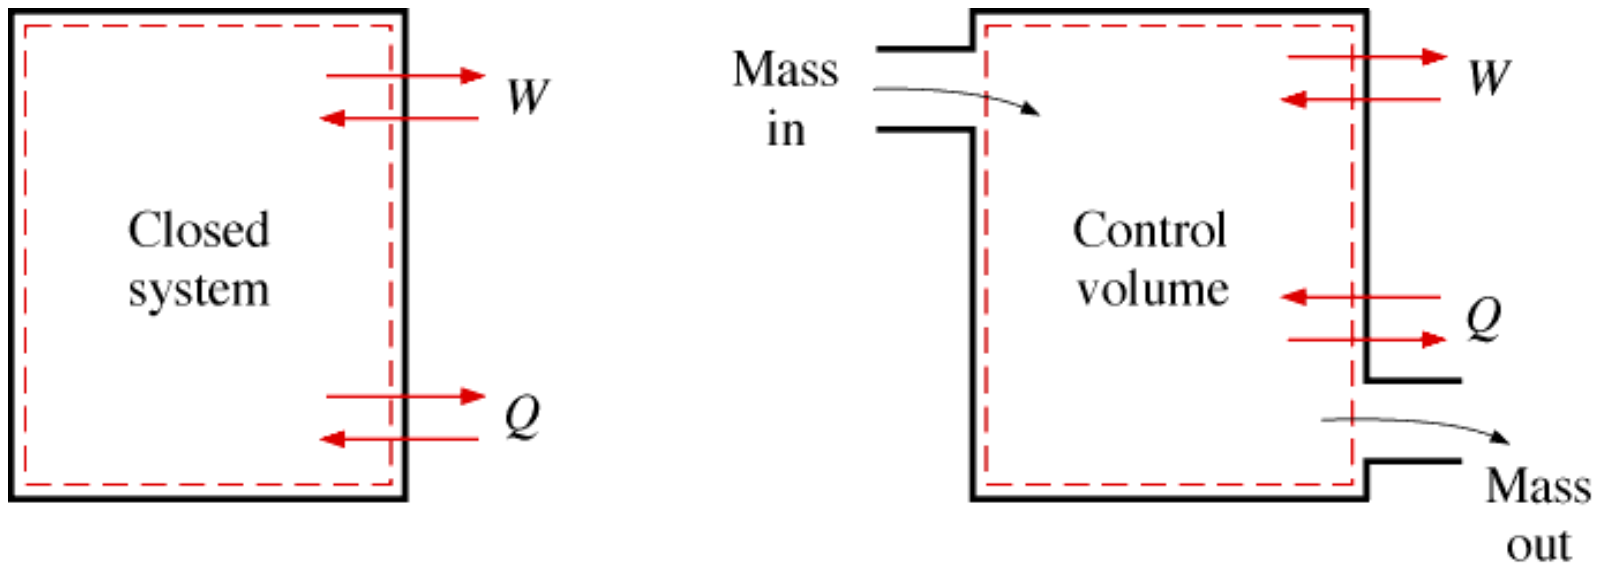 W
Closed
system
Q
Mass
in
W
Control
volume
Q
Mass
out